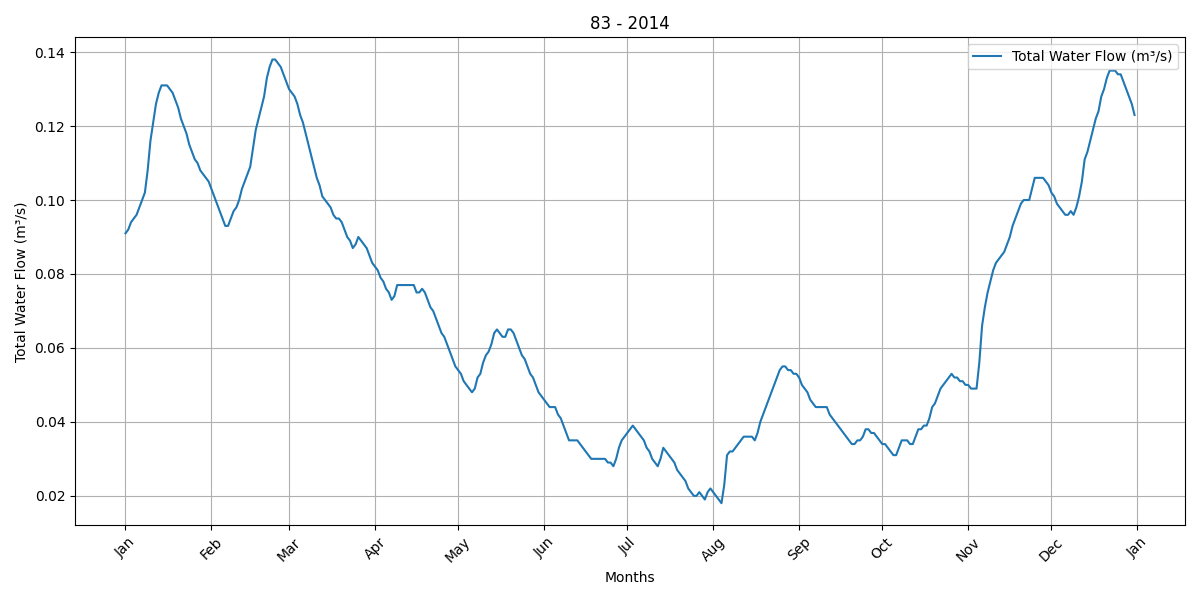 83 - 2014
Total Water Flow (m³/s)
Total Water Flow (m³/s)
0.14
0.12
0.10
0.08
0.06
0.04
0.02
Jan Feb Mar Apr May Jun Jul Aug Sep Oct Nov Dec Jan
Months